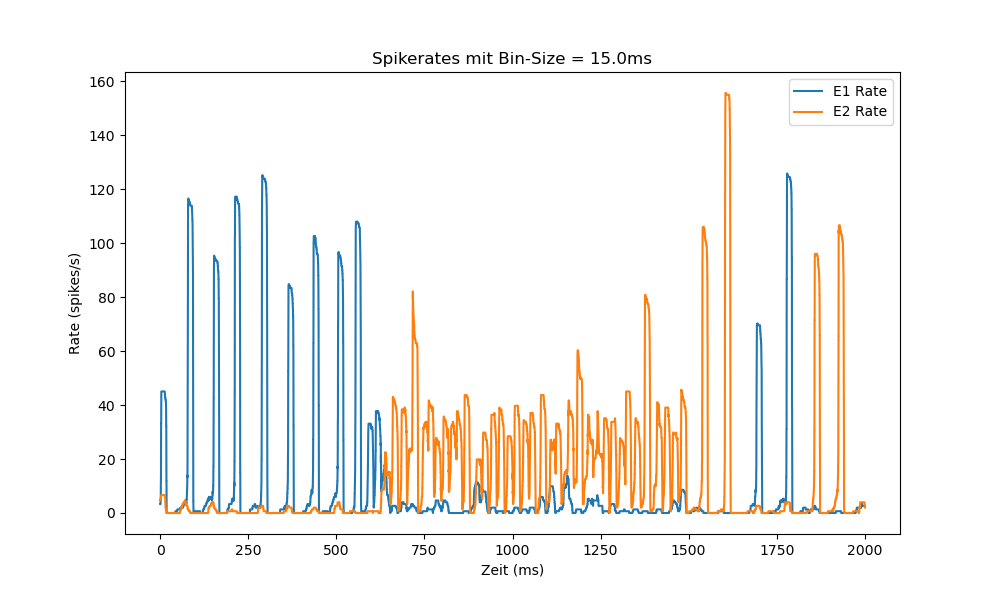 Spikerates mit Bin-Size = 15.0ms
E1 Rate
E2 Rate
Rate (spikes/s)
160
140
120
100
80
60
40
20
0
0 250 500 750 1000 1250 1500 1750 2000
Zeit (ms)